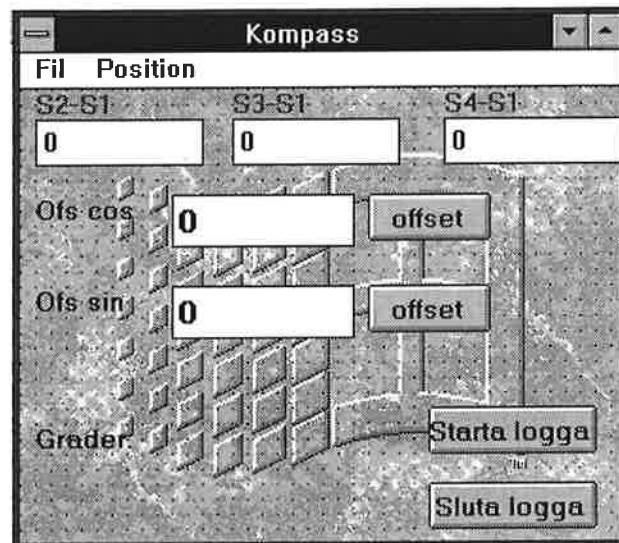 Kompass
Fil Position
S2-S1 S3-S1 S4-S1
0 0 0
Ofs cos 0 offset
Ofs sin 0 offset
Grader: Starta logga
Sluta logga